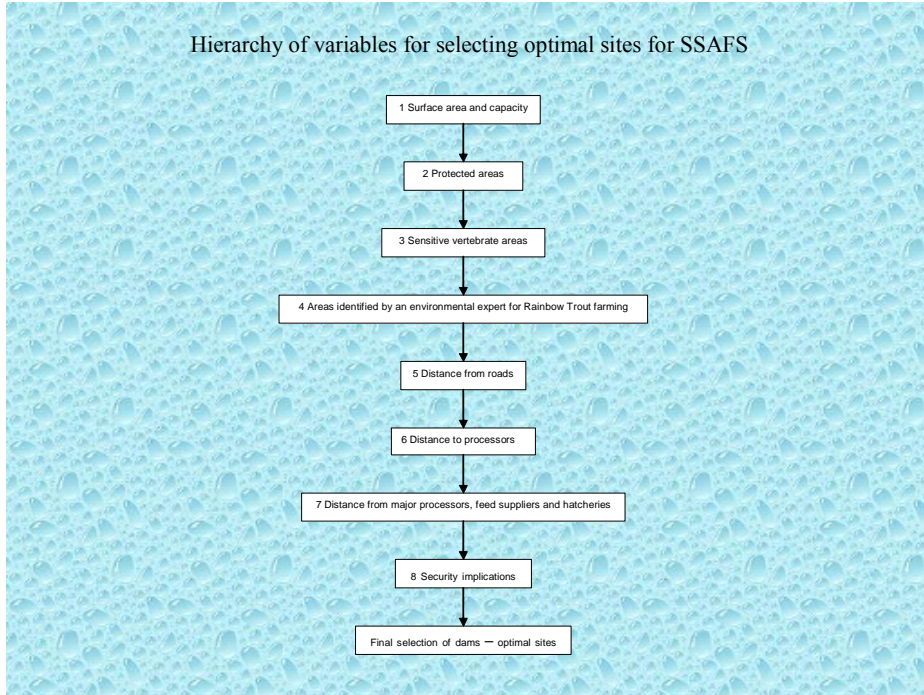 Hierarchy of variables for selecting optimal sites for SSAFS
1 Surface area and capacity
2 Protected areas
3 Sensitive vertebrate areas
4 Areas identified by an environmental expert for Rainbow Trout farming
5 Distance from roads
6 Distance to processors
7 Distance from major processors, feed suppliers and hatcheries
8 Security implications
Final selection of dams – optimal sites